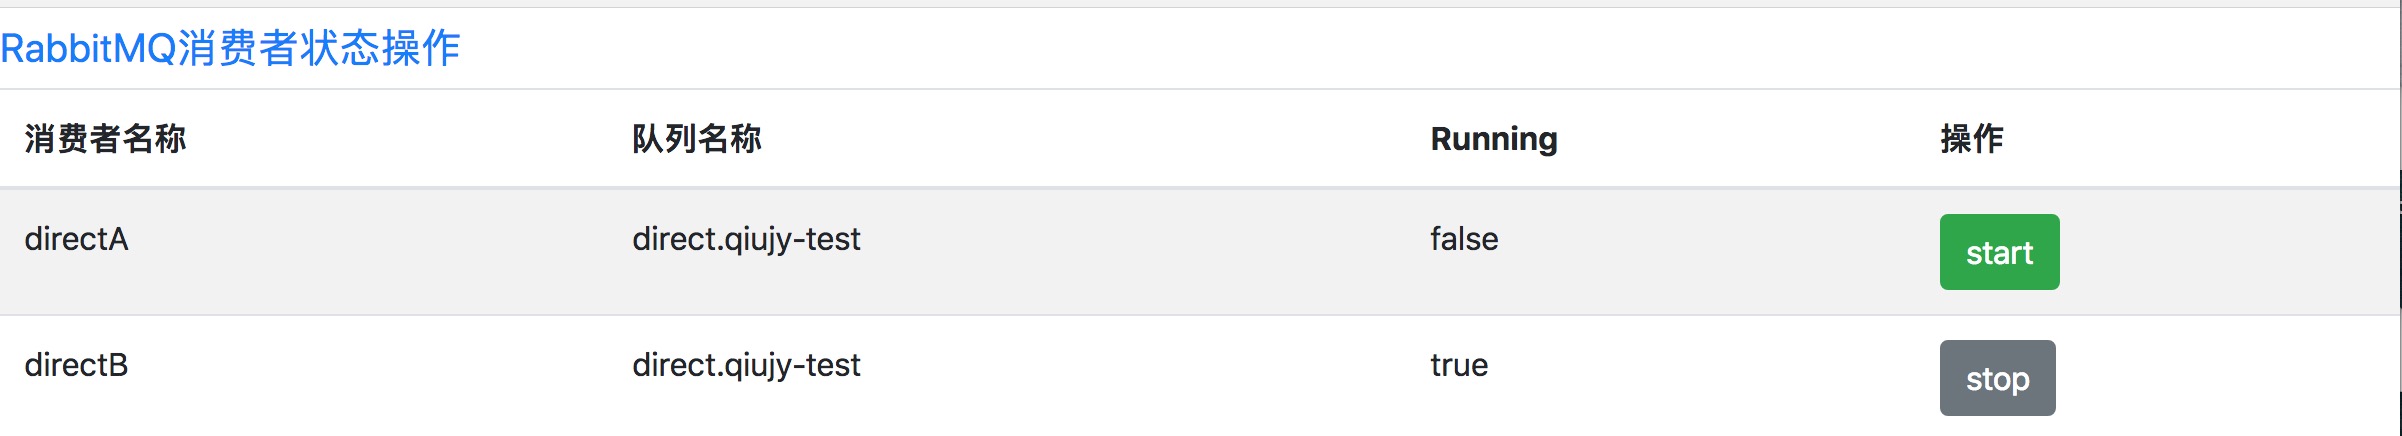 RabbitMQ消费者状态操作
消费者名称 队列名称 Running 操作
directA direct.qiujy-test false start
directB direct.qiujy-test true stop